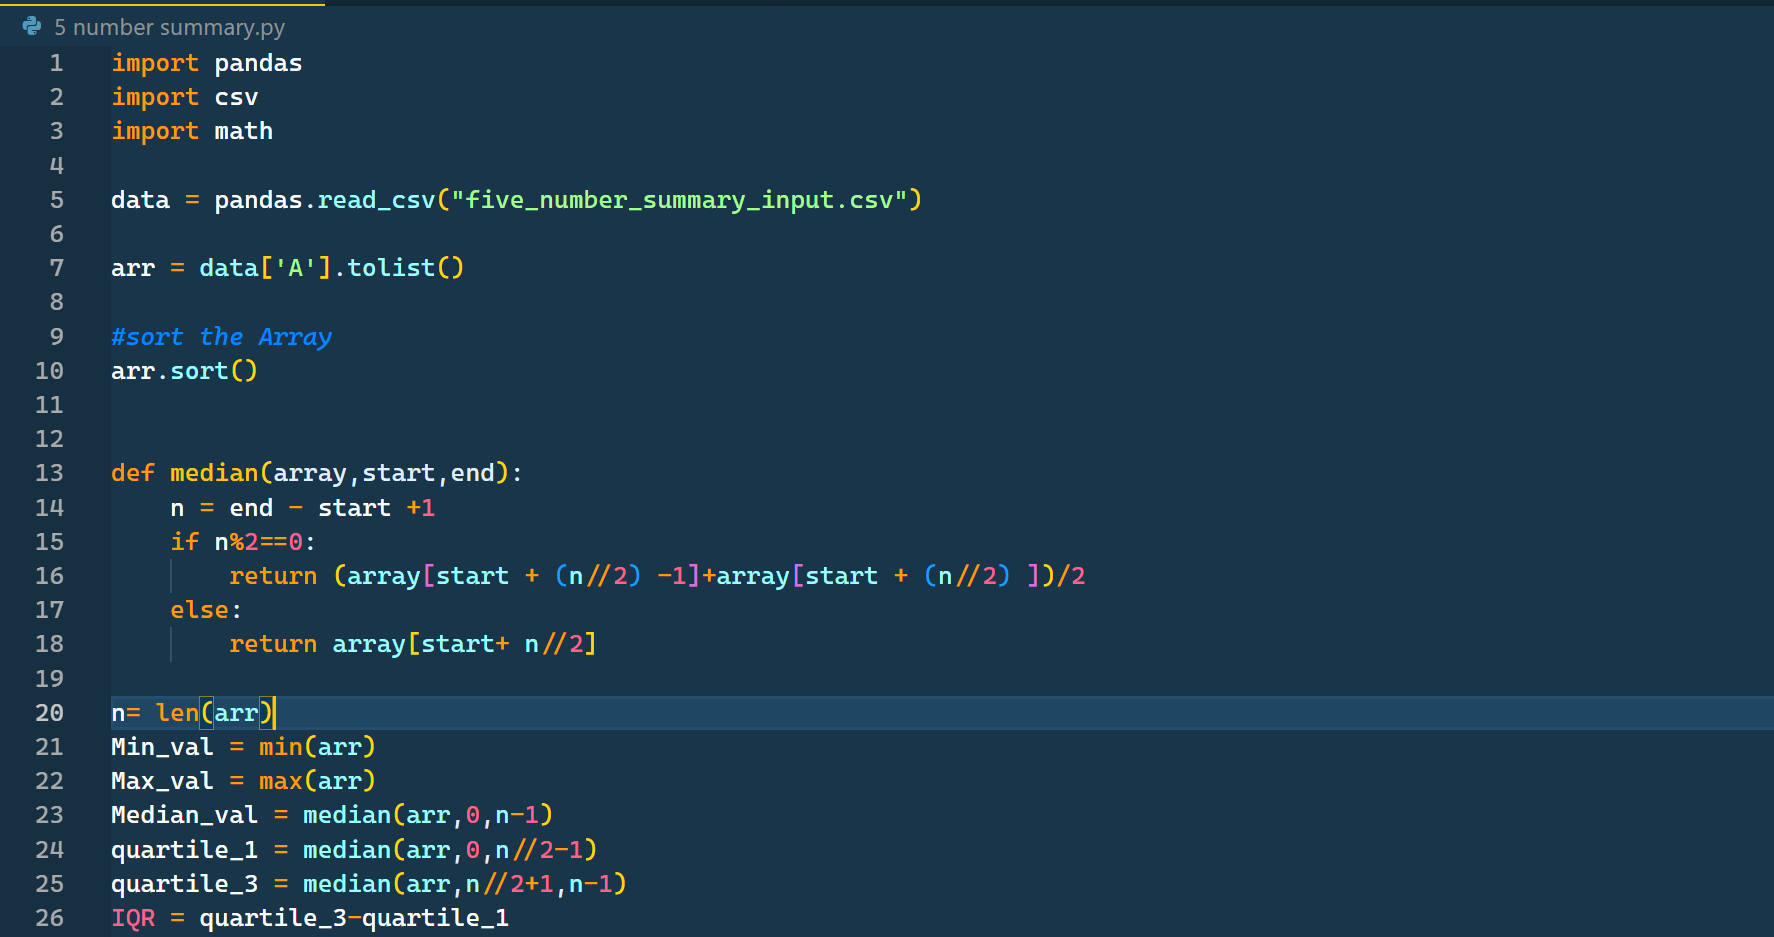 5 number summary.py
1 import pandas
2 import csv
3 import math
4
5 data = pandas.read_csv("five_number_summary_input.csv")
6
7 arr = data['A'].tolist()
8
9 #sort the Array
10 arr.sort()
11
12
13 def median(array,start,end):
14     n = end - start +1
15     if n%2==0:
16         return (array[start + (n//2) -1]+array[start + (n//2) ])/2
17     else:
18         return array[start+ n//2]
19
20 n= len(arr)
21 Min_val = min(arr)
22 Max_val = max(arr)
23 Median_val = median(arr,0,n-1)
24 quartile_1 = median(arr,0,n//2-1)
25 quartile_3 = median(arr,n//2+1,n-1)
26 IQR = quartile_3-quartile_1